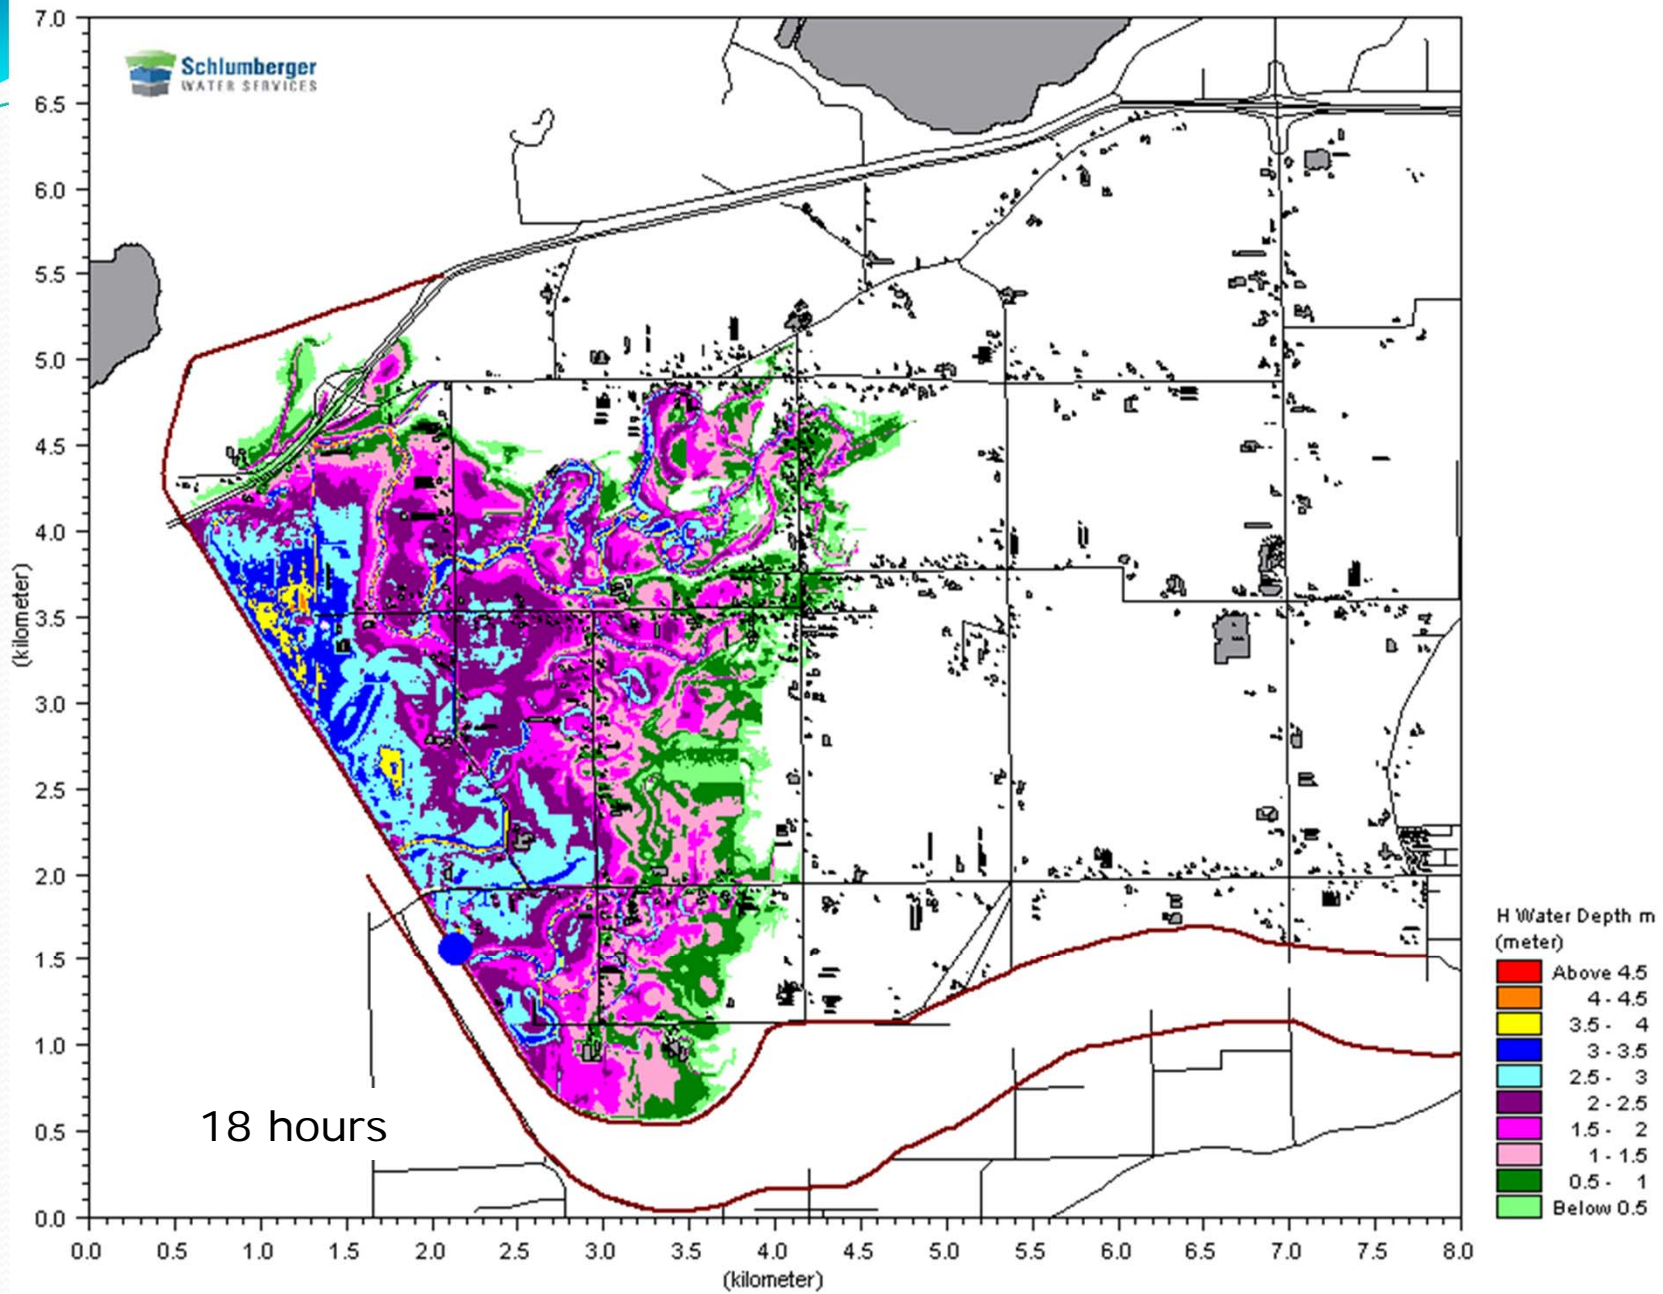 7.0
6.5
6.0
5.5
5.0
4.5
4.0
3.5
3.0
2.5
2.0
1.5
1.0
0.5
0.0
(kilometer)
Schlumberger
WATER SERVICES
18 hours
0.0 0.5 1.0 1.5 2.0 2.5 3.0 3.5 4.0 4.5 5.0 5.5 6.0 6.5 7.0 7.5 8.0
(kilometer)
H Water Depth m
(meter)
Above 4.5
4 - 4.5
3.5 - 4
3 - 3.5
2.5 - 3
2 - 2.5
1.5 - 2
1 - 1.5
0.5 - 1
Below 0.5